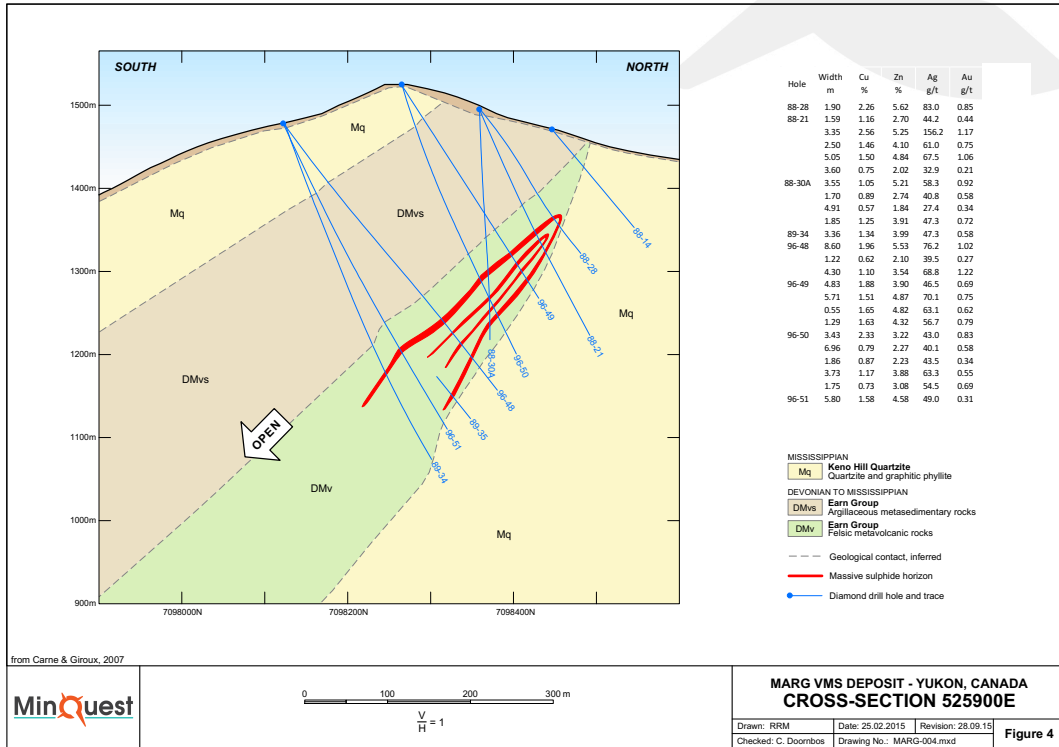 SOUTH
NORTH
1500m
1400m
1300m
1200m
1100m
1000m
900m
7098000N
7098200N
7098400N
Mq
Mq
DMvs
Mq
DMvs
DMv
Mq
OPEN
88-14
88-28
96-49
88-21
88-30A
96-50
96-48
89-35
96-51
89-34
Hole Width Cu Zn Ag Au
m % % g/t g/t
88-28 1.90 2.26 5.62 83.0 0.85
88-21 1.59 1.16 2.70 44.2 0.44
3.35 2.56 5.25 156.2 1.17
2.50 1.46 4.10 61.0 0.75
5.05 1.50 4.84 67.5 1.06
3.60 0.75 2.02 32.9 0.21
88-30A 3.55 1.05 5.21 58.3 0.92
1.70 0.89 2.74 40.8 0.58
4.91 0.57 1.84 27.4 0.34
1.85 1.25 3.91 47.3 0.72
89-34 3.36 1.34 3.99 47.3 0.58
96-48 8.60 1.96 5.53 76.2 1.02
1.22 0.62 2.10 39.5 0.27
4.30 1.10 3.54 68.8 1.22
96-49 4.83 1.88 3.90 46.5 0.69
5.71 1.51 4.87 70.1 0.75
0.55 1.65 4.82 63.1 0.62
1.29 1.63 4.32 56.7 0.79
96-50 3.43 2.33 3.22 43.0 0.83
6.96 0.79 2.27 40.1 0.58
1.86 0.87 2.23 43.5 0.34
3.73 1.17 3.88 63.3 0.55
1.75 0.73 3.08 54.5 0.69
96-51 5.80 1.58 4.58 49.0 0.31
MISSISSIPPIAN
Mq Keno Hill Quartzite
Quartzite and graphitic phyllite
DEVONIAN TO MISSISSIPPIAN
DMvs Earn Group
Argillaceous metasedimentary rocks
DMv Earn Group
Felsic metavolcanic rocks
Geological contact, inferred
Massive sulphide horizon
Diamond drill hole and trace
from Carne & Giroux, 2007
MinQuest
0 100 200 300 m
V
H = 1
MARG VMS DEPOSIT - YUKON, CANADA
CROSS-SECTION 525900E
Drawn: RRM Date: 25.02.2015 Revision: 28.09.15
Checked: C. Doornbos Drawing No.: MARG-004.mxd
Figure 4